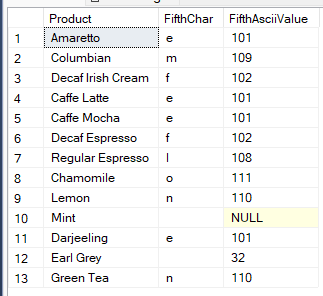 Product FifthChar FifthAsciiValue
1 Amaretto e 101
2 Columbian m 109
3 Decaf Irish Cream f 102
4 Caffe Latte e 101
5 Caffe Mocha e 101
6 Decaf Espresso f 102
7 Regular Espresso l 108
8 Chamomile o 111
9 Lemon n 110
10 Mint NULL
11 Darjeeling e 101
12 Earl Grey 32
13 Green Tea n 110